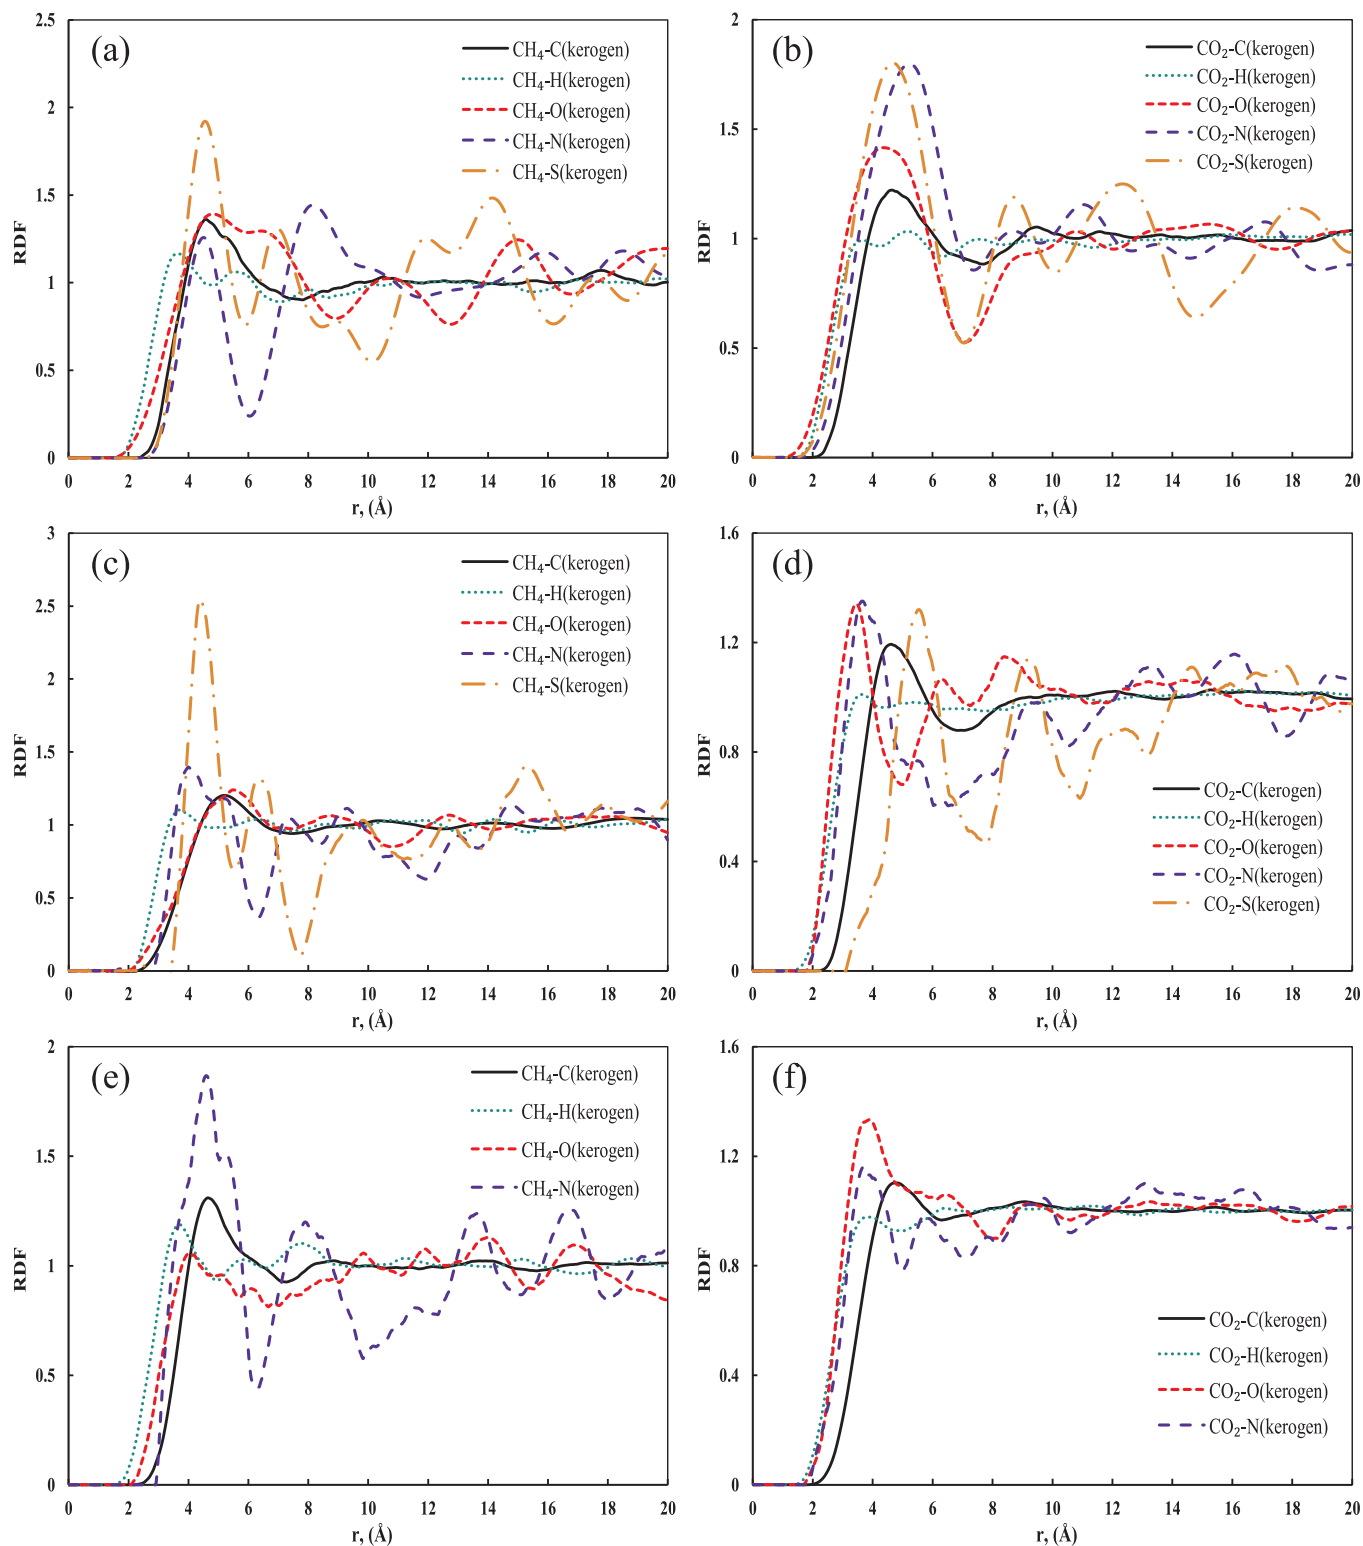 (a)
RDF
2.5
2
1.5
1
0.5
0
CH₄-C(kerogen)
CH₄-H(kerogen)
CH₄-O(kerogen)
CH₄-N(kerogen)
CH₄-S(kerogen)
0 2 4 6 8 10 12 14 16 18 20
r, (Å)
(b)
RDF
2
1.5
1
0.5
0
CO₂-C(kerogen)
CO₂-H(kerogen)
CO₂-O(kerogen)
CO₂-N(kerogen)
CO₂-S(kerogen)
0 2 4 6 8 10 12 14 16 18 20
r, (Å)
(c)
RDF
3
2.5
2
1.5
1
0.5
0
CH₄-C(kerogen)
CH₄-H(kerogen)
CH₄-O(kerogen)
CH₄-N(kerogen)
CH₄-S(kerogen)
0 2 4 6 8 10 12 14 16 18 20
r, (Å)
(d)
RDF
1.6
1.2
0.8
0.4
0
CO₂-C(kerogen)
CO₂-H(kerogen)
CO₂-O(kerogen)
CO₂-N(kerogen)
CO₂-S(kerogen)
0 2 4 6 8 10 12 14 16 18 20
r, (Å)
(e)
RDF
2
1.5
1
0.5
0
CH₄-C(kerogen)
CH₄-H(kerogen)
CH₄-O(kerogen)
CH₄-N(kerogen)
0 2 4 6 8 10 12 14 16 18 20
r, (Å)
(f)
RDF
1.6
1.2
0.8
0.4
0
CO₂-C(kerogen)
CO₂-H(kerogen)
CO₂-O(kerogen)
CO₂-N(kerogen)
0 2 4 6 8 10 12 14 16 18 20
r, (Å)